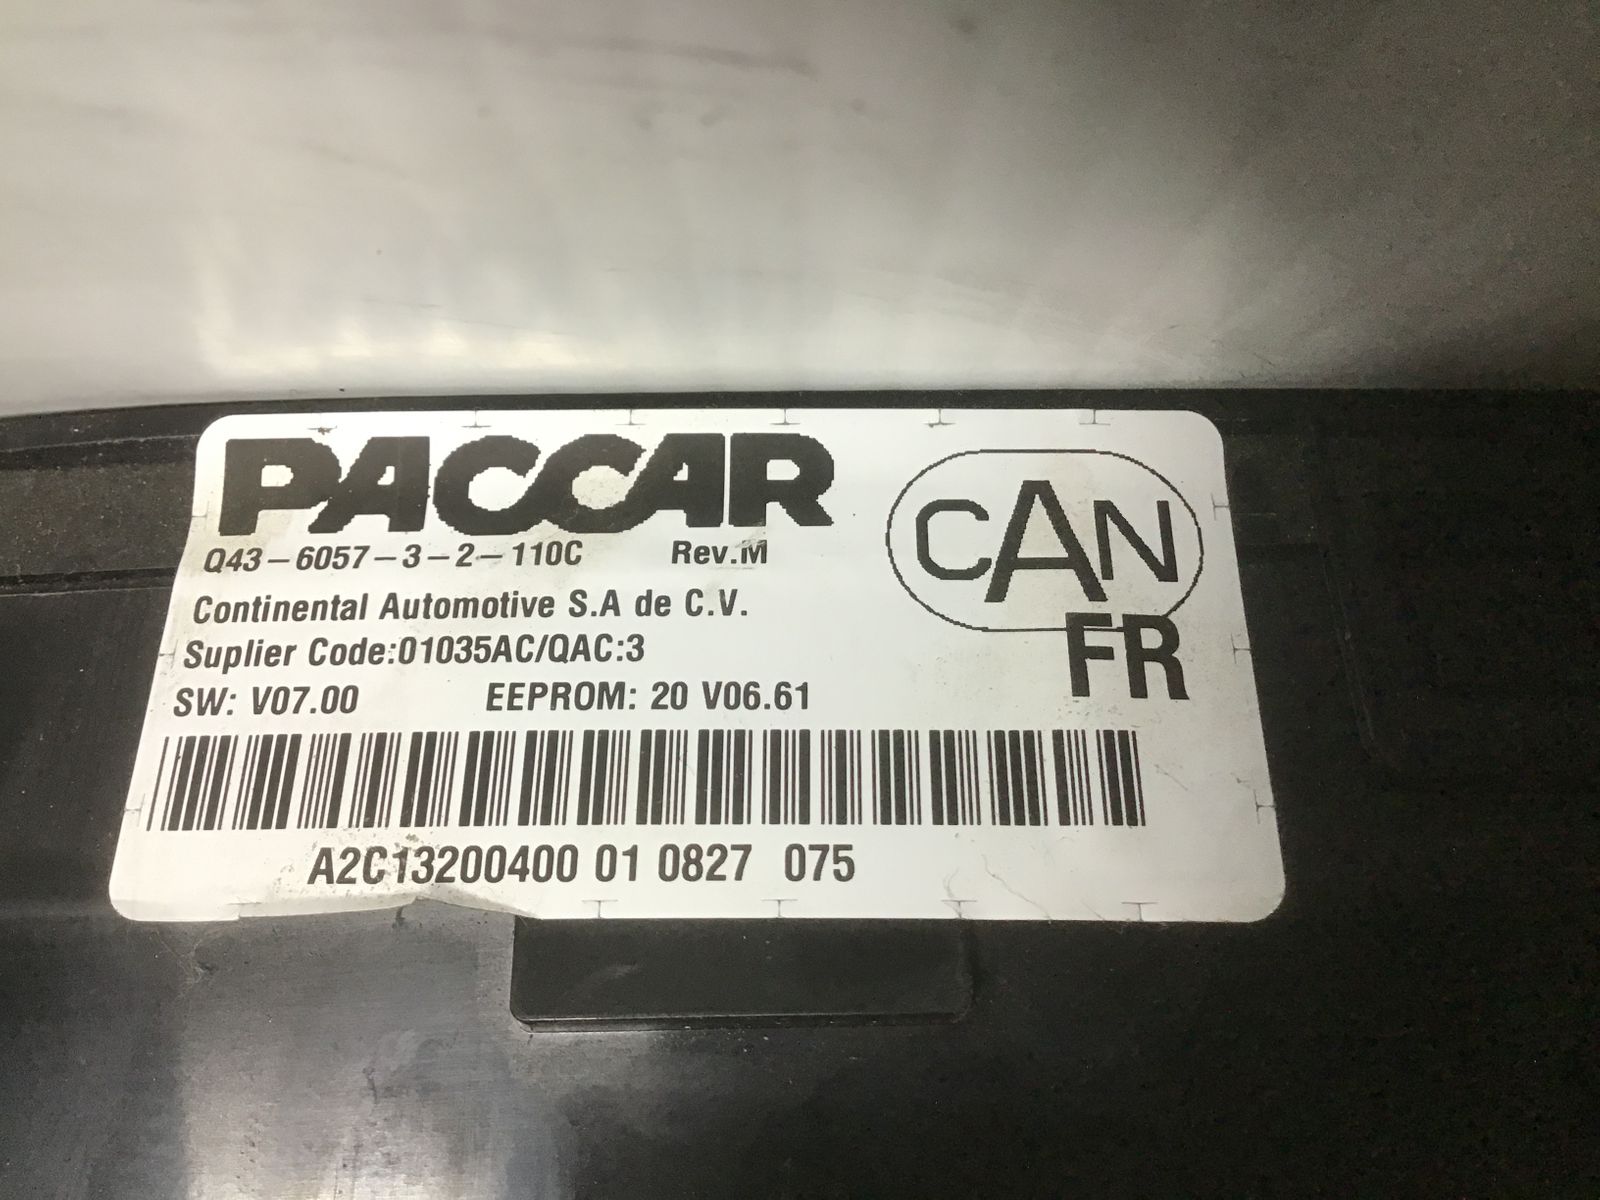 PACCAR
Q43-6057-3-2-110C Rev.M
CAN
FR
Continental Automotive S.A de C.V.
Suplier Code:01035AC/QAC:3
SW: V07.00 EEPROM: 20 V06.61
A2C13200400 01 0827 075